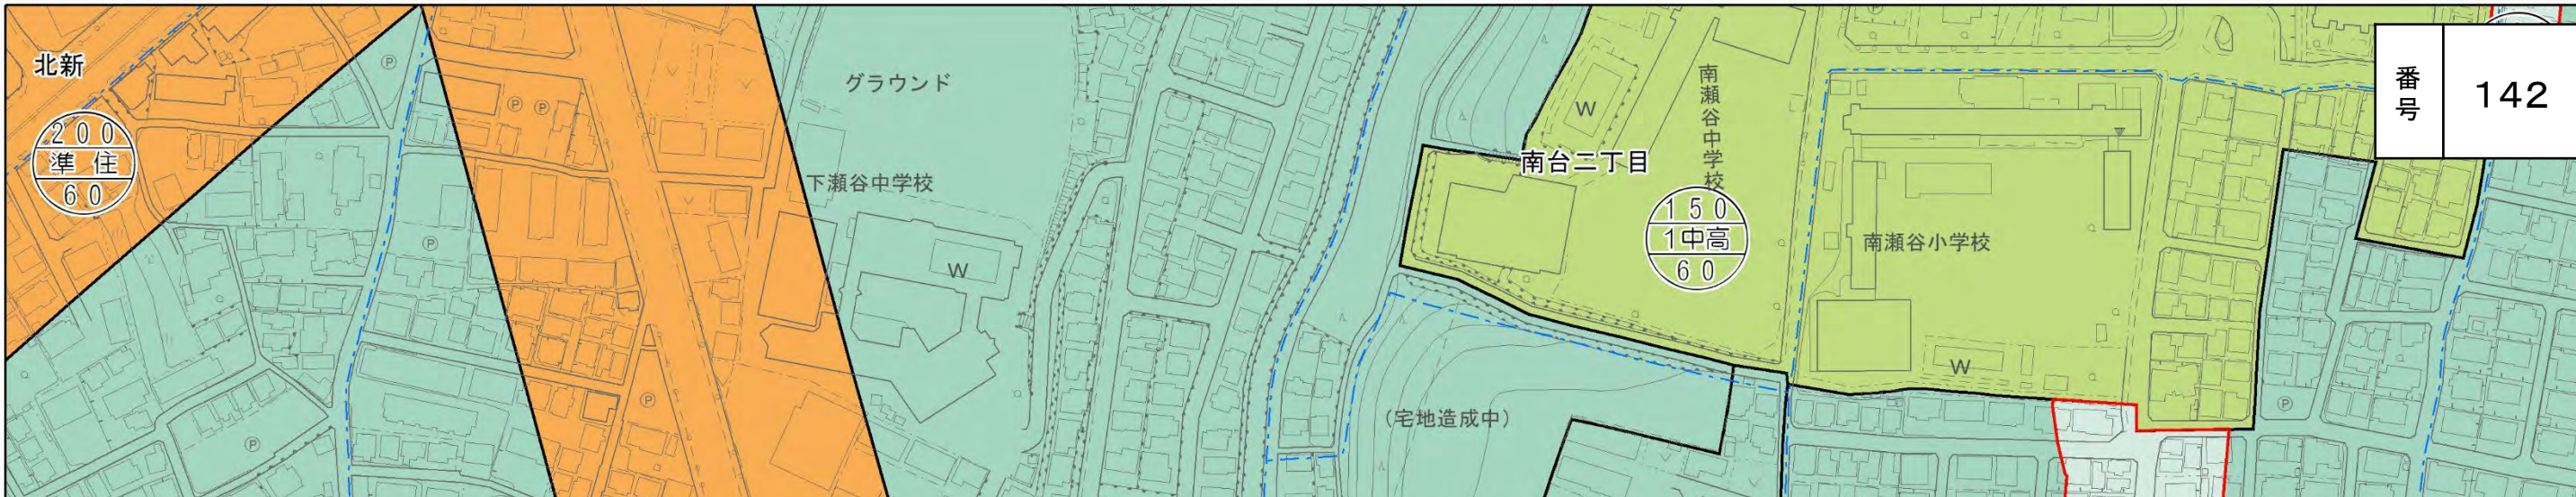 北新
200
準住
60
Ⓟ
Ⓟ
Ⓟ
Ⓟ
Ⓟ
Ⓟ
グラウンド
下瀬谷中学校
W
W
南瀬谷中学校
南台二丁目
150
1中高
60
南瀬谷小学校
W
(宅地造成中)
Ⓟ
番号
142